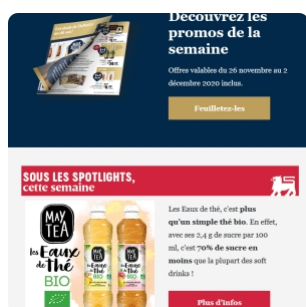 Découvrez les
promos de la
semaine
Offres valables du 26 novembre au 2
décembre 2020 inclus.
Feuilletez-les
SOUS LES SPOTLIGHTS,
cette semaine
MAY
TEA
les Eaux
de Thé
BIO
Les Eaux de thé, c'est plus
qu'un simple thé bio. En effet,
avec ses 2,4 g de sucre par 100
ml, c'est 70% de sucre en
moins que la plupart des soft
drinks !
Plus d'infos